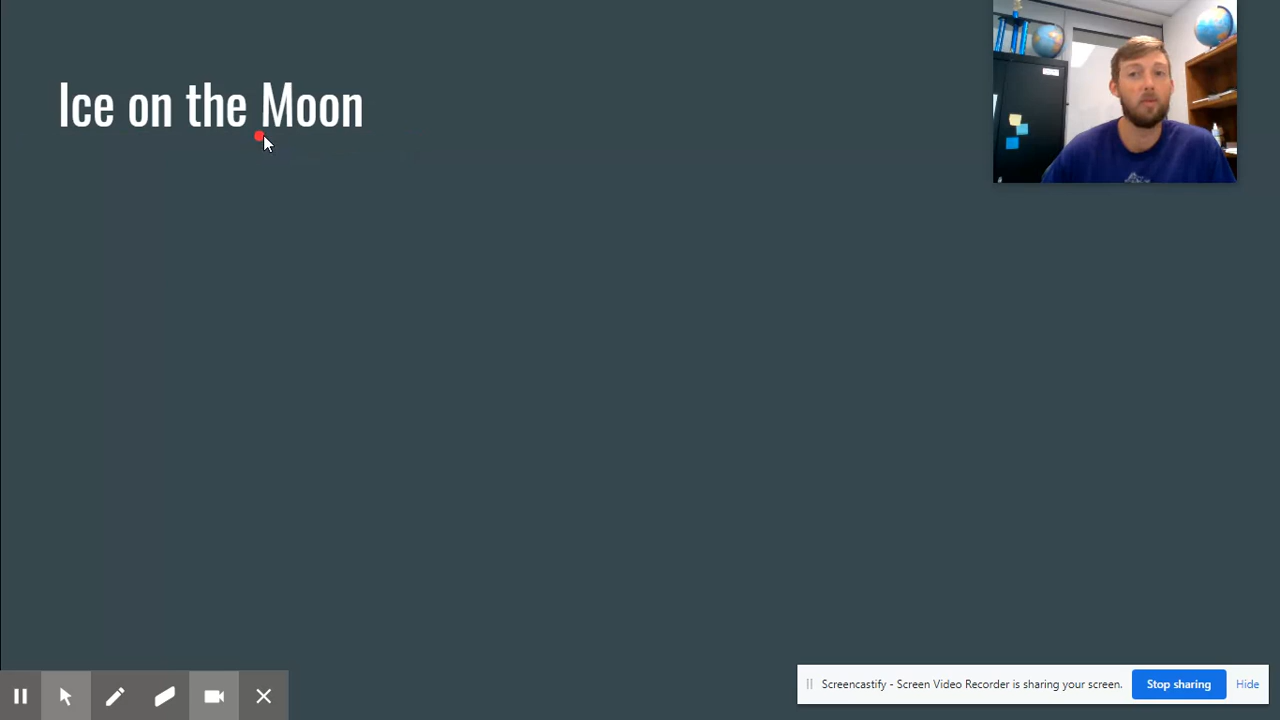 Ice on the Moon
Screencastify - Screen Video Recorder is sharing your screen.
Stop sharing
Hide